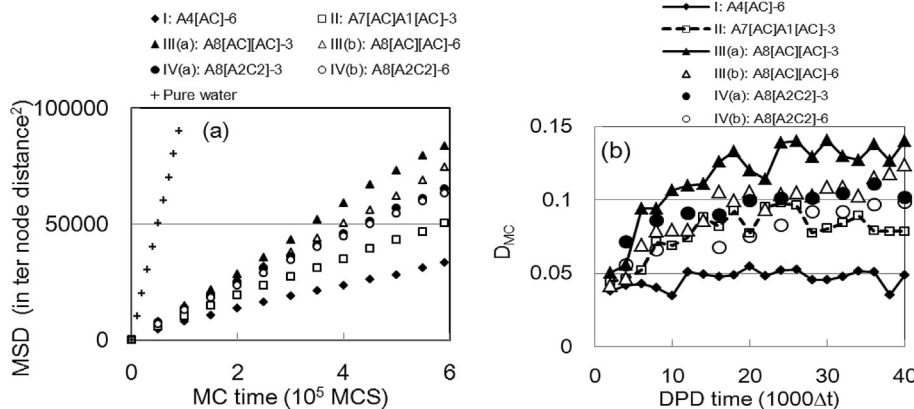 I: A4[AC]-6
II: A7[AC]A1[AC]-3
III(a): A8[AC][AC]-3
III(b): A8[AC][AC]-6
IV(a): A8[A2C2]-3
IV(b): A8[A2C2]-6
Pure water
100000
50000
0
(a)
MSD (in ter node distance²)
0 2 4 6
MC time (10⁵ MCS)
I: A4[AC]-6
II: A7[AC]A1[AC]-3
III(a): A8[AC][AC]-3
III(b): A8[AC][AC]-6
IV(a): A8[A2C2]-3
IV(b): A8[A2C2]-6
0.15
0.1
0.05
0
(b)
D_MC
0 10 20 30 40
DPD time (1000Δt)